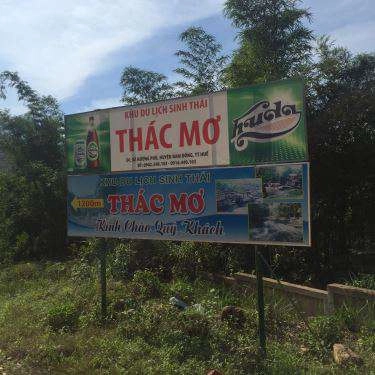 KHU DU LỊCH SINH THÁI
THÁC MƠ
Huda
KHU DU LỊCH SINH THÁI
1200m
THÁC MƠ
Kính Chào Quý Khách